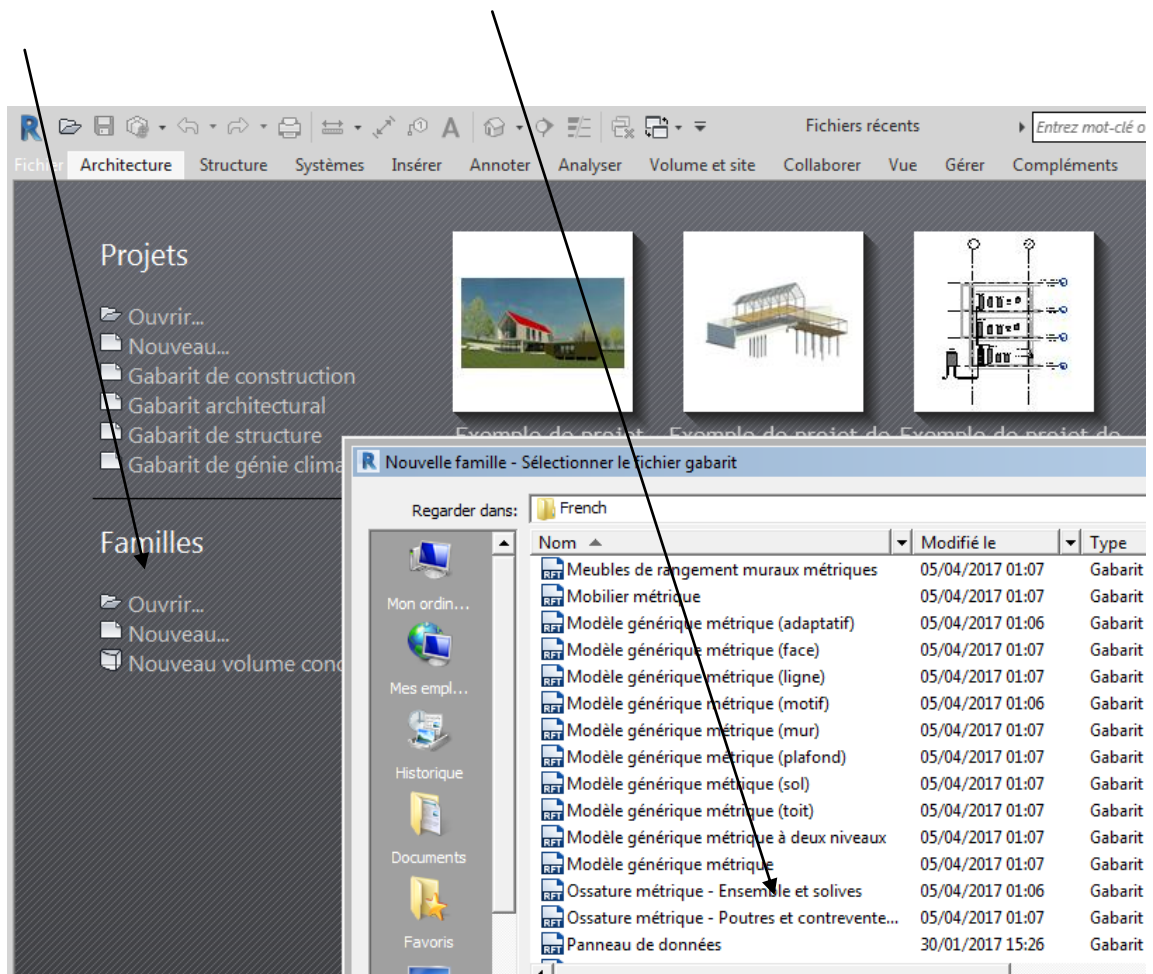 Fichiers récents
Entrez mot-clé o
Fichier Architecture Structure Systèmes Insérer Annoter Analyser Volume et site Collaborer Vue Gérer Compléments
Projets
Ouvrir...
Nouveau...
Gabarit de construction
Gabarit architectural
Gabarit de structure
Gabarit de génie clima
Exemple de projet Exemple de projet de Exemple de projet de
Familles
Ouvrir...
Nouveau...
Nouveau volume conc
Nouvelle famille - Sélectionner le fichier gabarit
Regarder dans: French
Mon ordin...
Mes empl...
Historique
Documents
Favoris
Nom Modifié le Type
Meubles de rangement muraux métriques 05/04/2017 01:07 Gabarit
Mobilier métrique 05/04/2017 01:07 Gabarit
Modèle générique métrique (adaptatif) 05/04/2017 01:06 Gabarit
Modèle générique métrique (face) 05/04/2017 01:07 Gabarit
Modèle générique métrique (ligne) 05/04/2017 01:07 Gabarit
Modèle générique métrique (motif) 05/04/2017 01:06 Gabarit
Modèle générique métrique (mur) 05/04/2017 01:07 Gabarit
Modèle générique métrique (plafond) 05/04/2017 01:07 Gabarit
Modèle générique métrique (sol) 05/04/2017 01:07 Gabarit
Modèle générique métrique (toit) 05/04/2017 01:07 Gabarit
Modèle générique métrique à deux niveaux 05/04/2017 01:07 Gabarit
Modèle générique métrique 05/04/2017 01:07 Gabarit
Ossature métrique - Ensemble et solives 05/04/2017 01:06 Gabarit
Ossature métrique - Poutres et contrevente... 05/04/2017 01:07 Gabarit
Panneau de données 30/01/2017 15:26 Gabarit